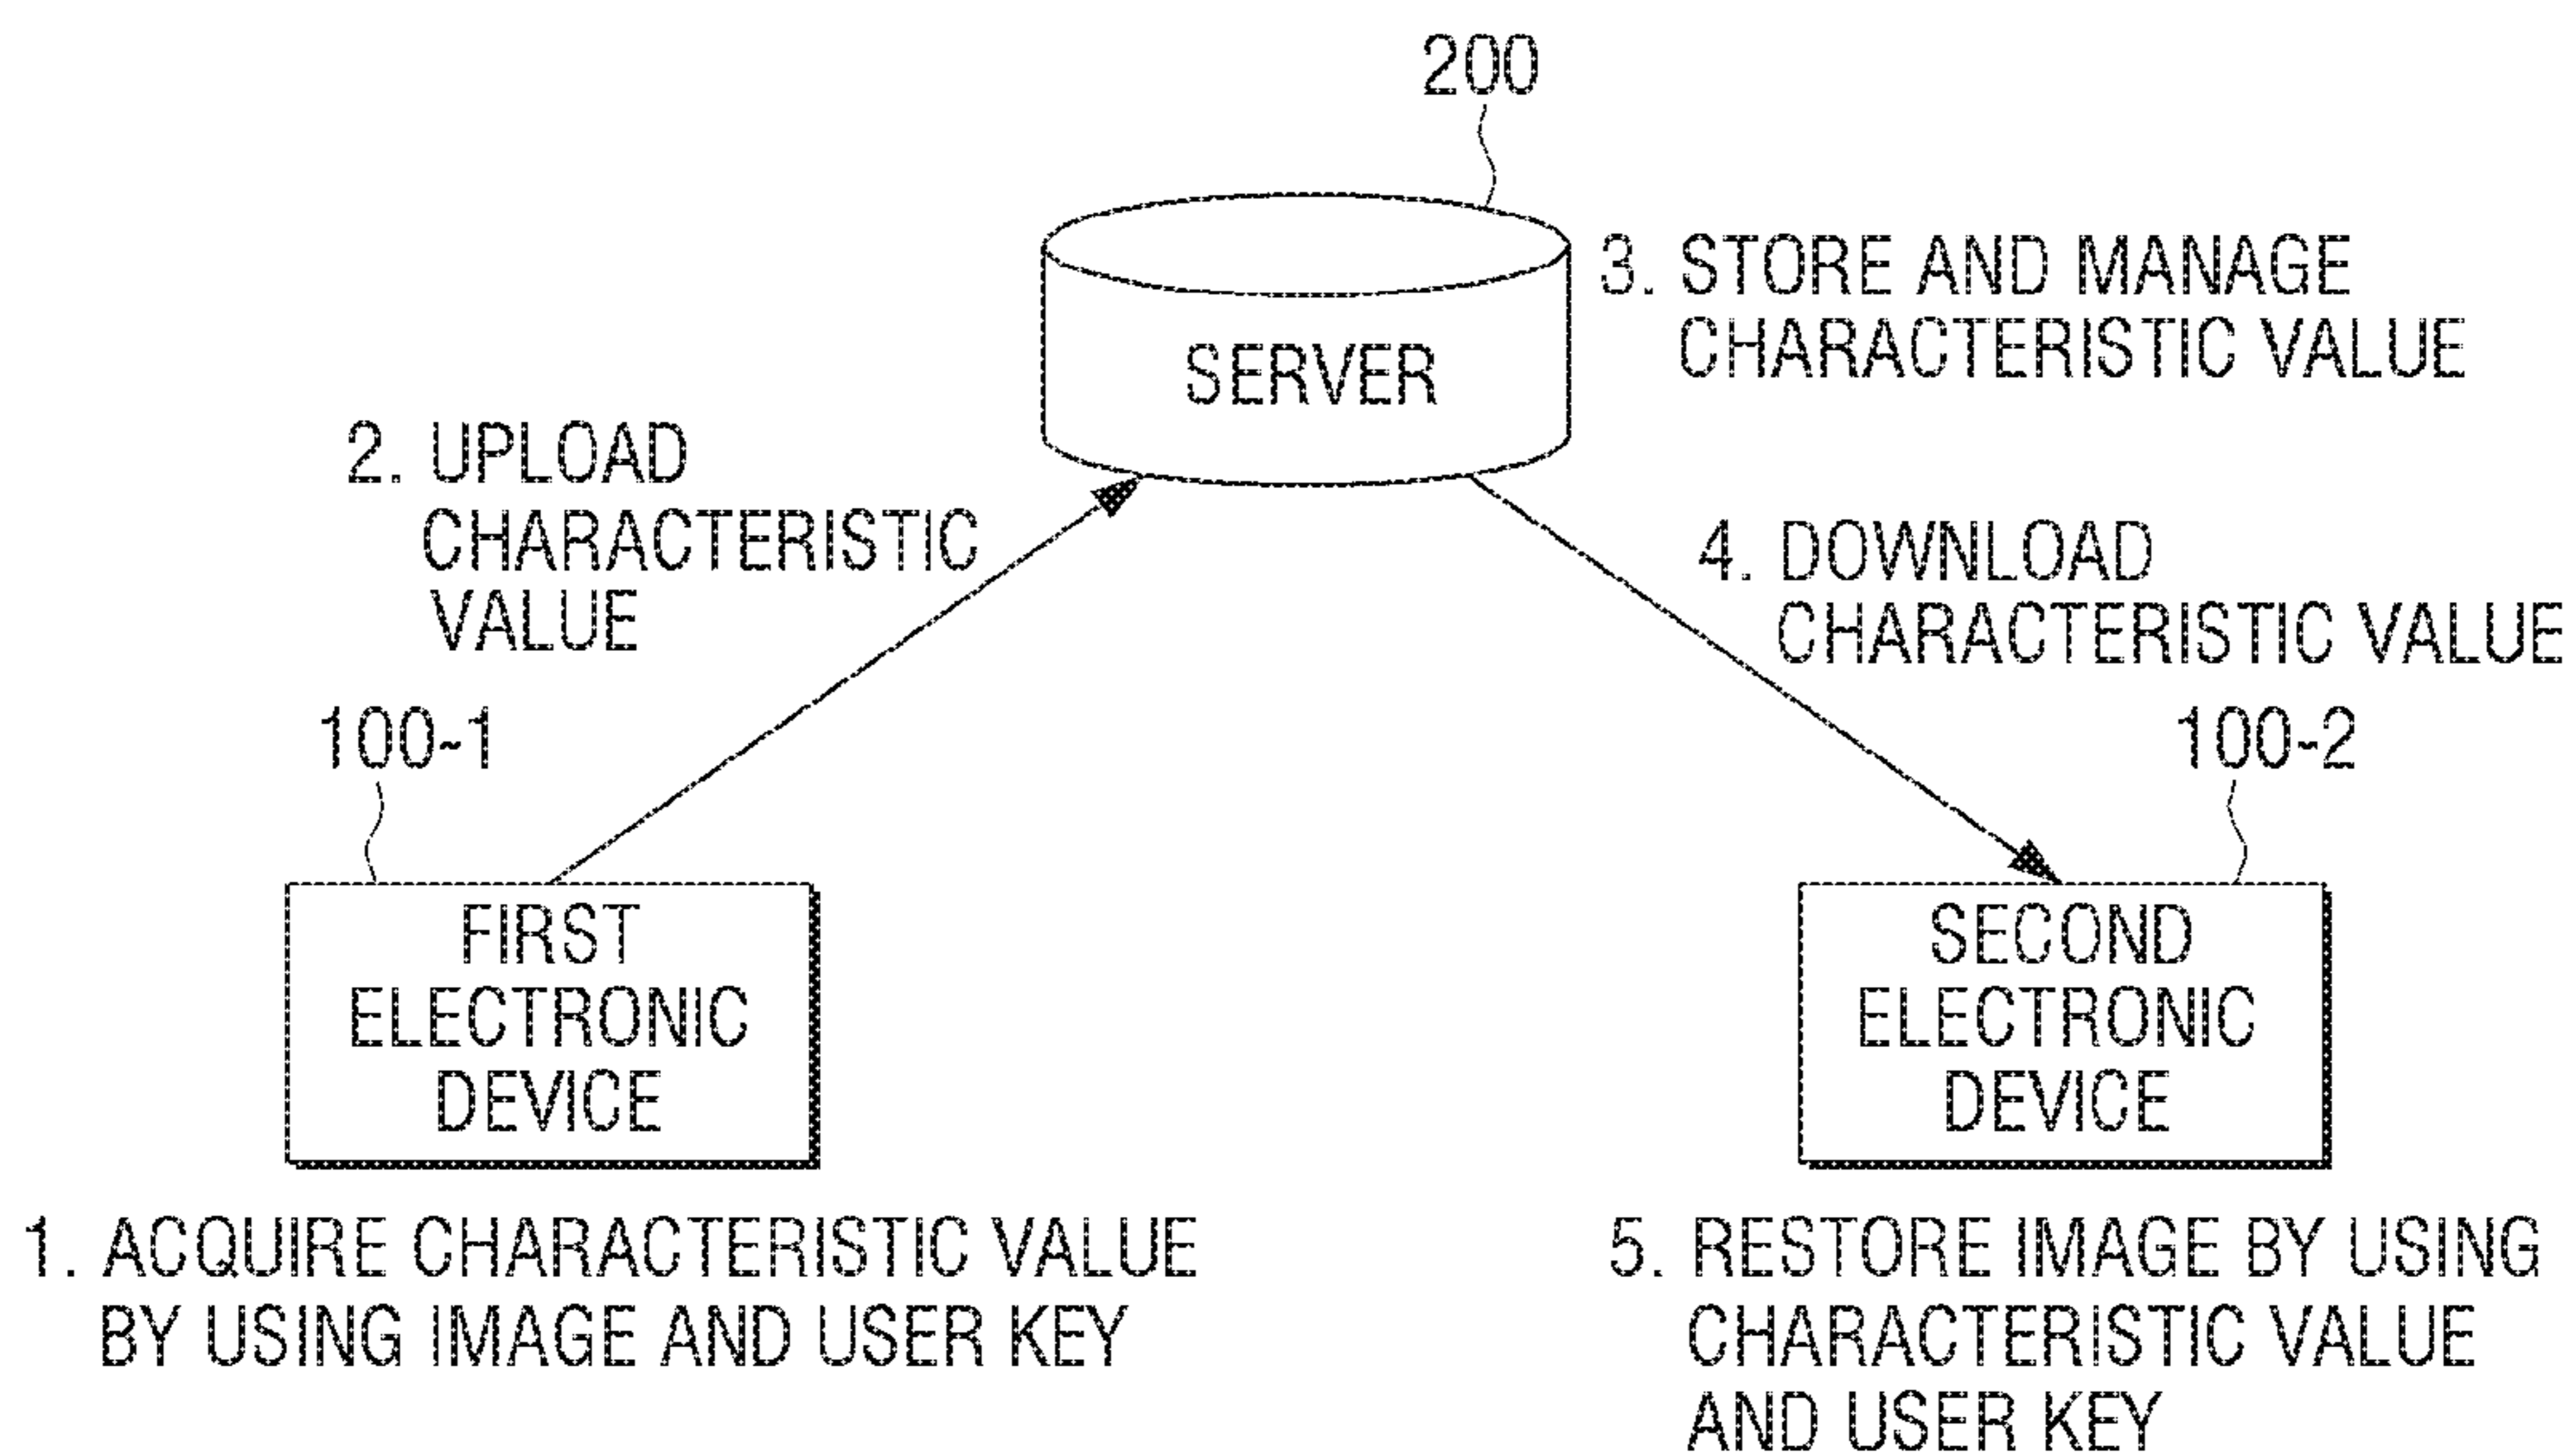 200
SERVER
3. STORE AND MANAGE
CHARACTERISTIC VALUE
2. UPLOAD
CHARACTERISTIC
VALUE
4. DOWNLOAD
CHARACTERISTIC VALUE
100-1
100-2
FIRST
ELECTRONIC
DEVICE
SECOND
ELECTRONIC
DEVICE
1. ACQUIRE CHARACTERISTIC VALUE
BY USING IMAGE AND USER KEY
5. RESTORE IMAGE BY USING
CHARACTERISTIC VALUE
AND USER KEY